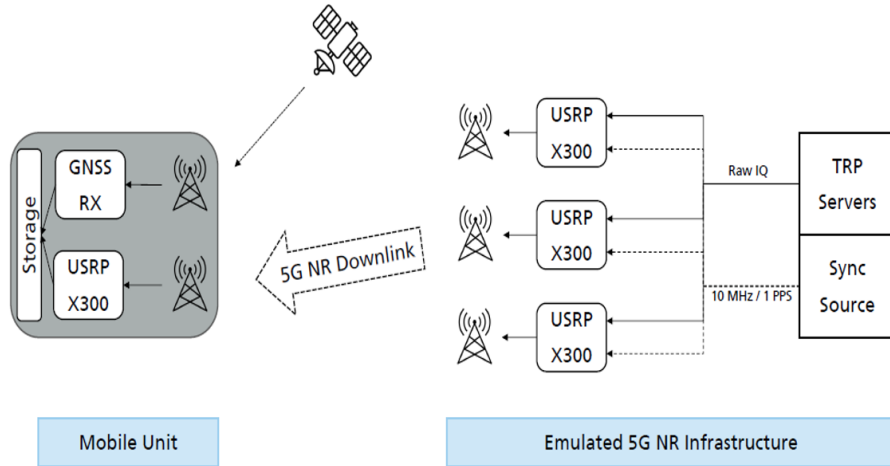 GNSS
RX
Storage
USRP
X300
5G NR Downlink
USRP
X300
USRP
X300
USRP
X300
Raw IQ
10 MHz / 1 PPS
TRP
Servers
Sync
Source
Mobile Unit
Emulated 5G NR Infrastructure